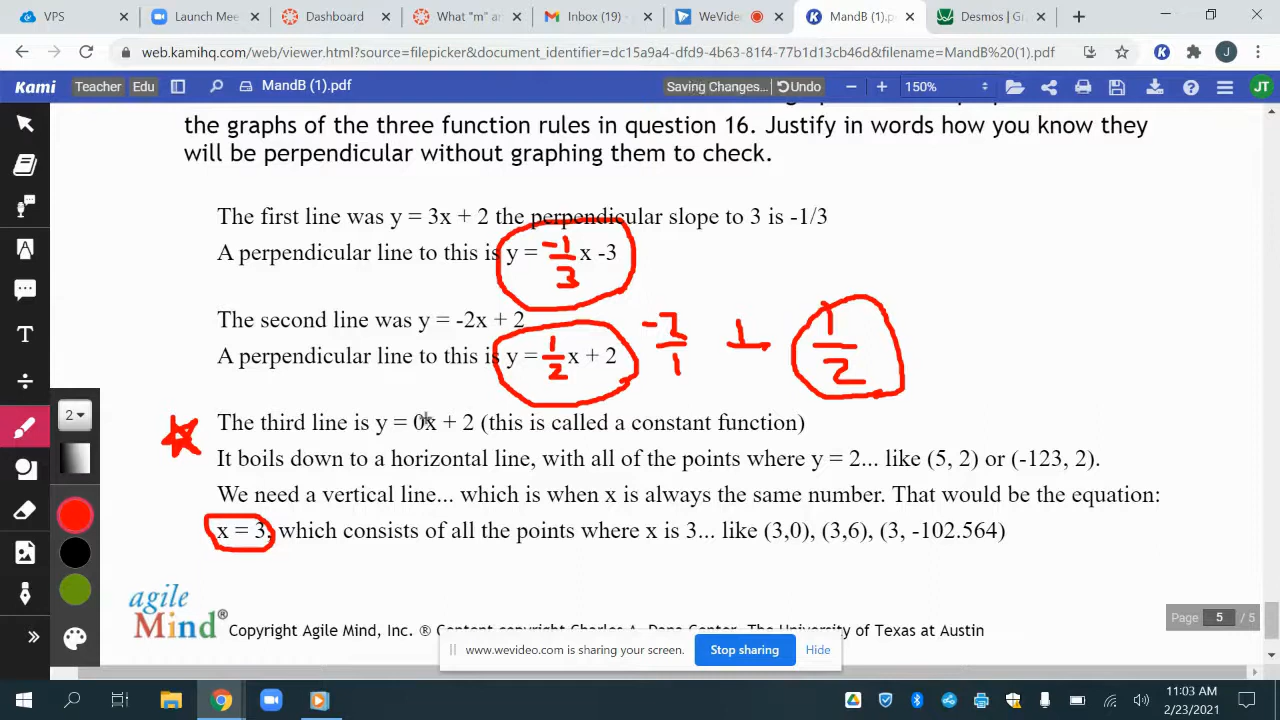 VPS
Launch Mee
Dashboard
What "m" an
Inbox (19)
WeVideo
MandB (1).p
Desmos | Gr
web.kamihq.com/web/viewer.html?source=filepicker&document_identifier=dc15a9a4-dfd9-4b63-81f4-77b1d13cb46d&filename=MandB%20(1).pdf
Kami
Teacher
Edu
MandB (1).pdf
Saving Changes...
Undo
150%
JT
the graphs of the three function rules in question 16. Justify in words how you know they
will be perpendicular without graphing them to check.
The first line was y = 3x + 2 the perpendicular slope to 3 is -1/3
A perpendicular line to this is y = -1/3 x -3
The second line was y = -2x + 2
A perpendicular line to this is y = 1/2 x + 2
-2/1 ⊥ 1/2
2
The third line is y = 0x + 2 (this is called a constant function)
It boils down to a horizontal line, with all of the points where y = 2... like (5, 2) or (-123, 2).
We need a vertical line... which is when x is always the same number. That would be the equation:
x = 3, which consists of all the points where x is 3... like (3,0), (3,6), (3, -102.564)
agile
Mind®
Copyright Agile Mind, Inc. ® Content copyright Charles A. Dana Center, The University of Texas at Austin
Page 5 / 5
www.wevideo.com is sharing your screen.
Stop sharing
Hide
11:03 AM
2/23/2021